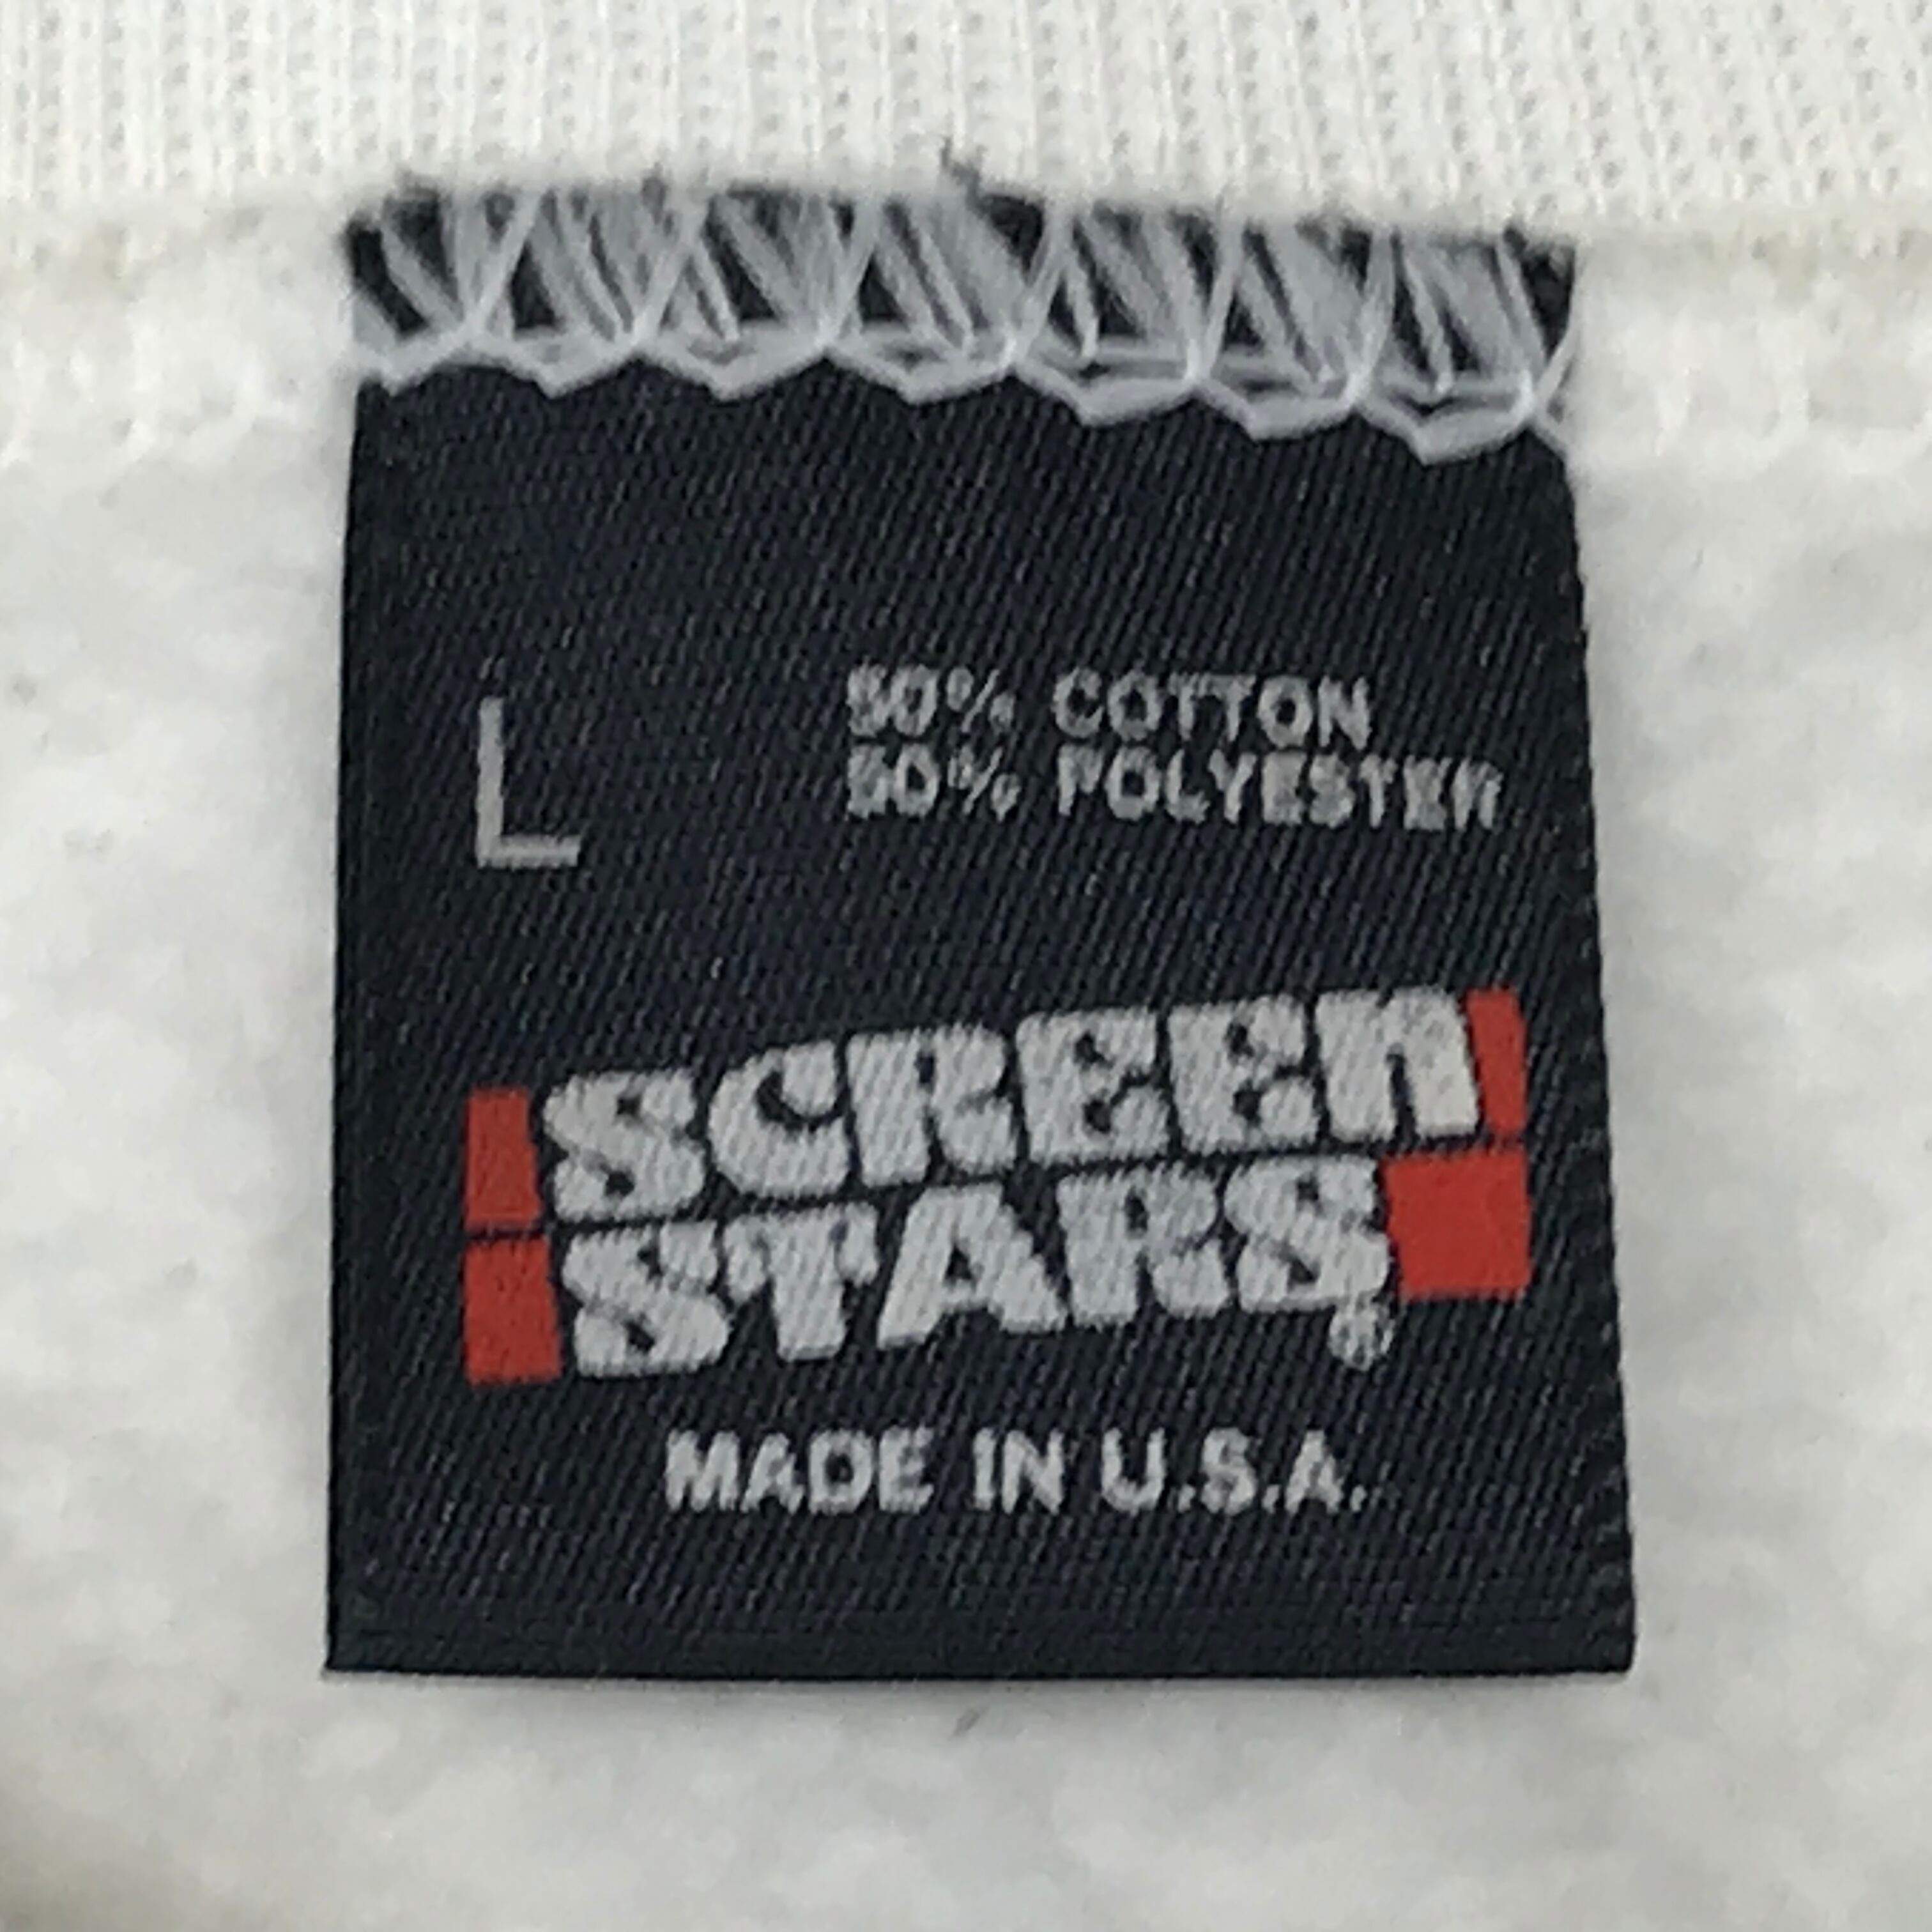 L
50% COTTON
50% POLYESTER
SCREEN
STARS®
MADE IN U.S.A.